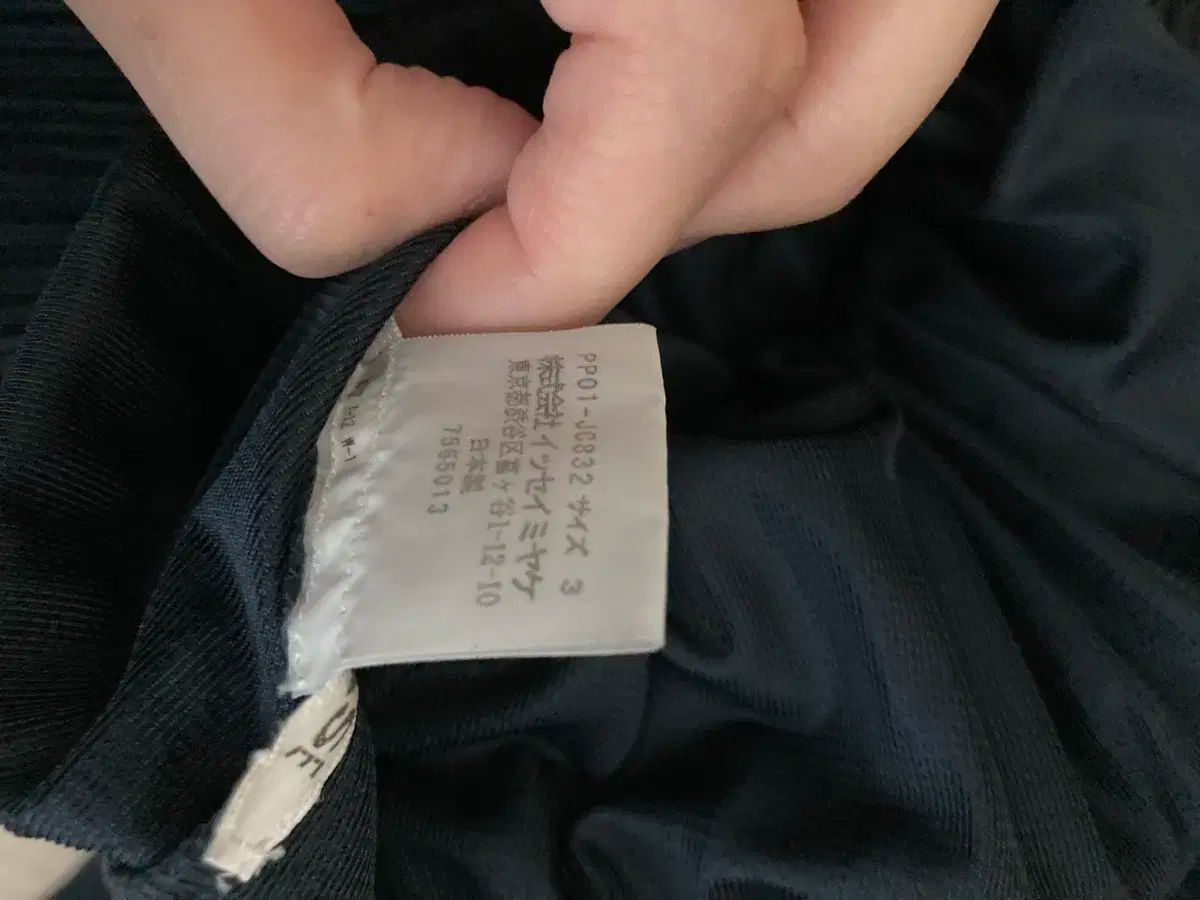 PP01-JC832 サイズ 3
株式会社イッセイミヤケ
東京都渋谷区富ヶ谷1-12-10
日本製
7565013